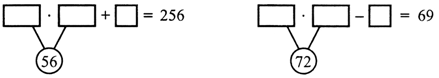 □ · □ + □ = 256 □ · □ − □ = 69
56 72